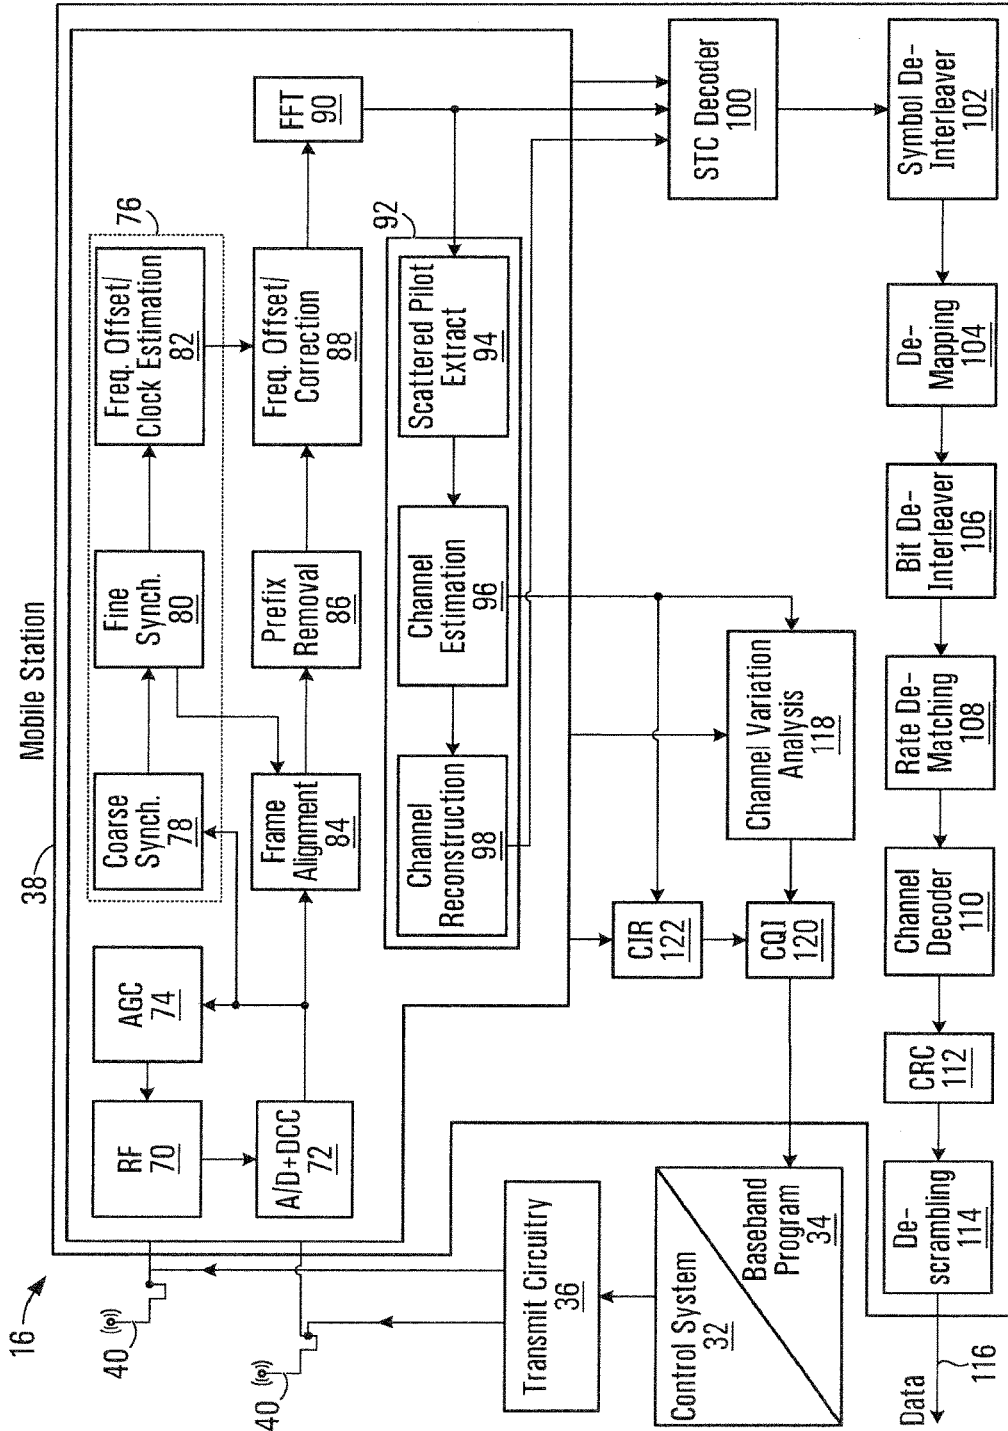 Mobile Station
16
38
40
40
RF
70
AGC
74
A/D+DCC
72
76
Coarse
Synch.
78
Fine
Synch.
80
Freq. Offset/
Clock Estimation
82
Frame
Alignment
84
Prefix
Removal
86
Freq. Offset/
Correction
88
FFT
90
92
Scattered Pilot
Extract
94
Channel
Estimation
96
Channel
Reconstruction
98
STC Decoder
100
Symbol De-
Interleaver
102
De-
Mapping
104
Bit De-
Interleaver
106
Rate De-
Matching
108
Channel
Decoder
110
CRC
112
De-
scrambling
114
Data
116
Channel Variation
Analysis
118
CIR
122
CQI
120
Transmit Circuitry
36
Control System
32
Baseband
Program
34